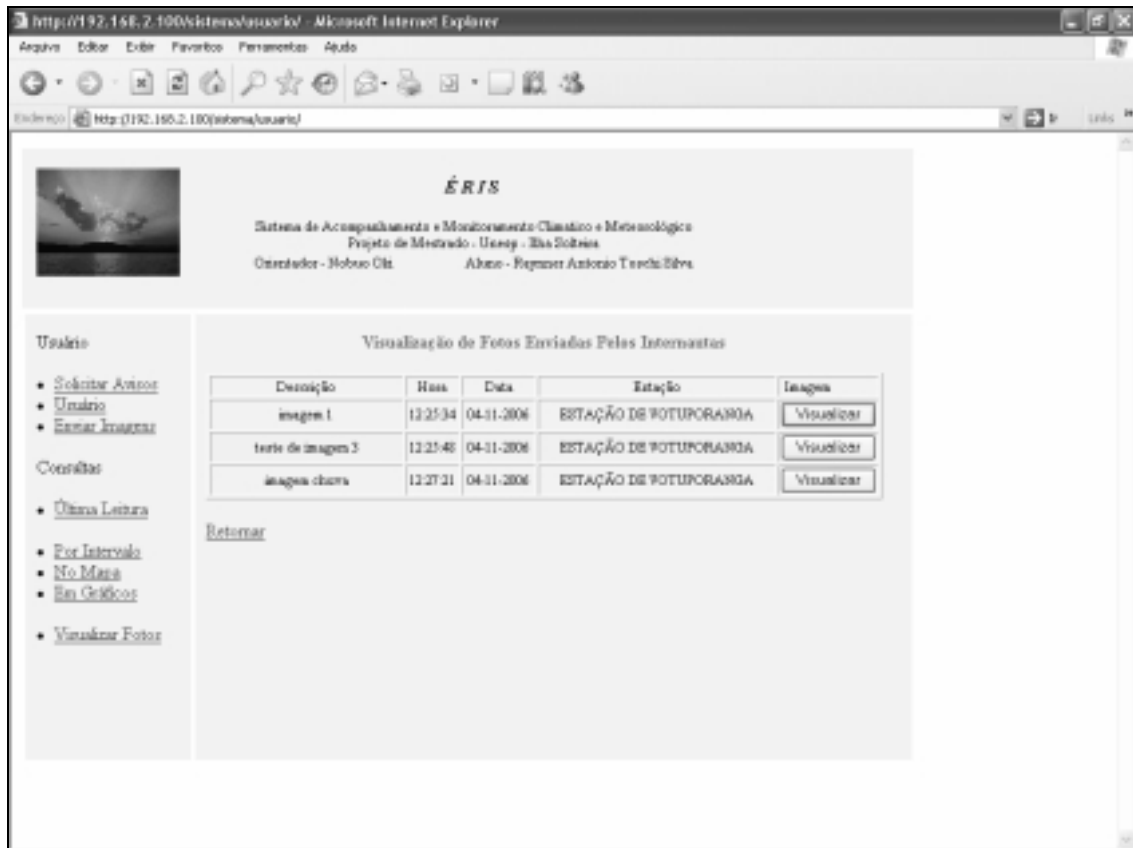 http://192.168.2.100/sistema/usuario/ - Microsoft Internet Explorer
Arquivo Editar Exibir Favoritos Ferramentas Ajuda
Endereço http://192.168.2.100/sistema/usuario/ Ir Links
ÉRIS
Sistema de Acompanhamento e Monitoramento Climatico e Meteorológico
Projeto de Mestrado - Unesp - Ilha Solteira
Orientador - Nobuo Oki Aluno - Reynner Antonio Toschi Silva
Usuário
Solicitar Avisos
Usuário
Enviar Imagens
Consultas
Última Leitura
Por Intervalo
No Mapa
Em Gráficos
Visualizar Fotos
Visualização de Fotos Enviadas Pelos Internautas
Descrição Hora Data Estação Imagem
imagem 1 12:25:34 04-11-2006 ESTAÇÃO DE VOTUPORANGA Visualizar
teste de imagem 3 12:25:48 04-11-2006 ESTAÇÃO DE VOTUPORANGA Visualizar
imagem chuva 12:27:21 04-11-2006 ESTAÇÃO DE VOTUPORANGA Visualizar
Retornar